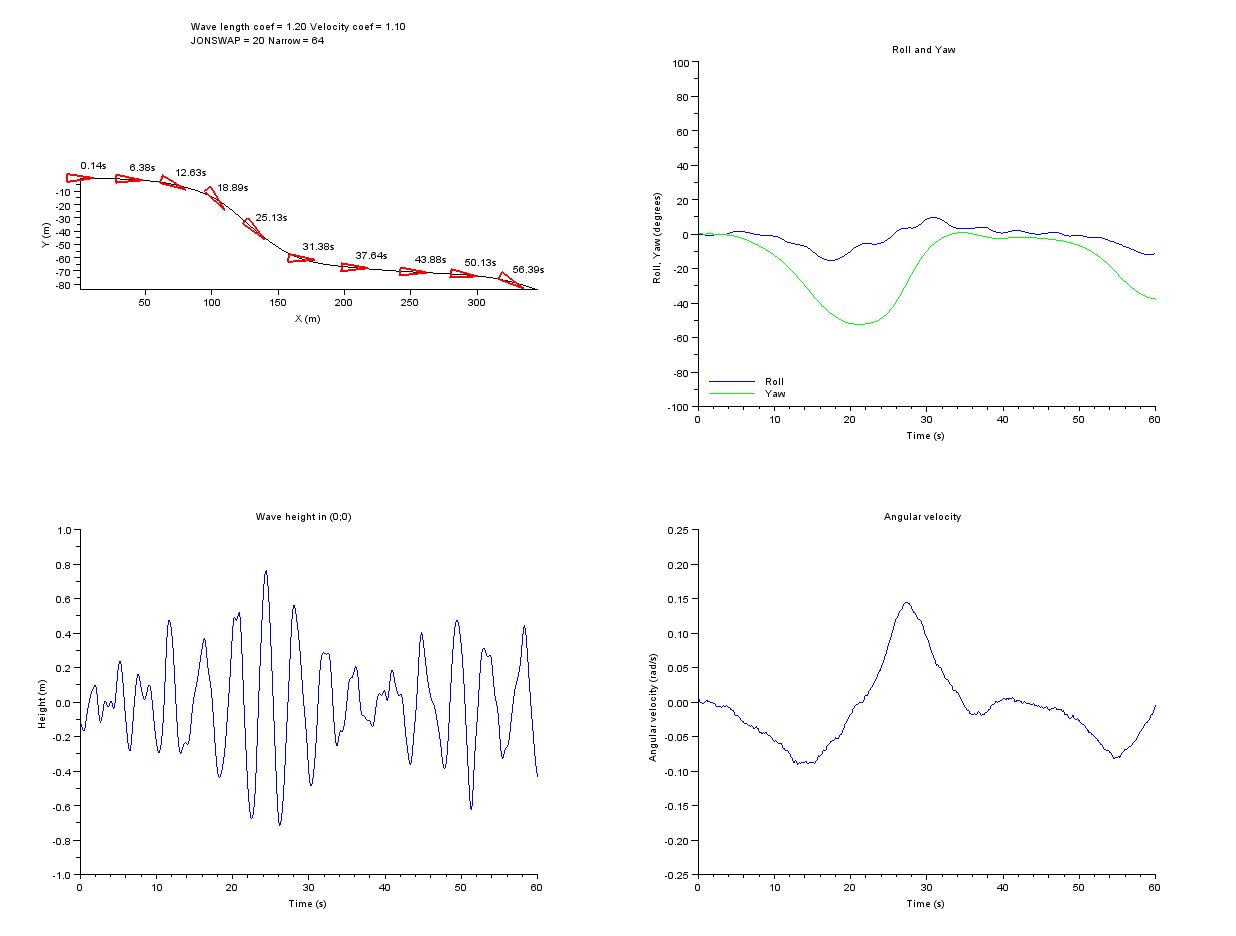 Wave length coef = 1.20 Velocity coef = 1.10
JONSWAP = 20 Narrow = 64
0.14s
6.38s
12.63s
18.89s
25.13s
31.38s
37.64s
43.88s
50.13s
56.39s
-10
-20
-30
-40
-50
-60
-70
-80
Y (m)
50
100
150
200
250
300
X (m)
Roll and Yaw
100
80
60
40
20
0
-20
-40
-60
-80
-100
Roll, Yaw (degrees)
Roll
Yaw
0
10
20
30
40
50
60
Time (s)
Wave height in (0;0)
1.0
0.8
0.6
0.4
0.2
0.0
-0.2
-0.4
-0.6
-0.8
-1.0
Height (m)
0
10
20
30
40
50
60
Time (s)
Angular velocity
0.25
0.20
0.15
0.10
0.05
0.00
-0.05
-0.10
-0.15
-0.20
-0.25
Angular velocity (rad/s)
0
10
20
30
40
50
60
Time (s)